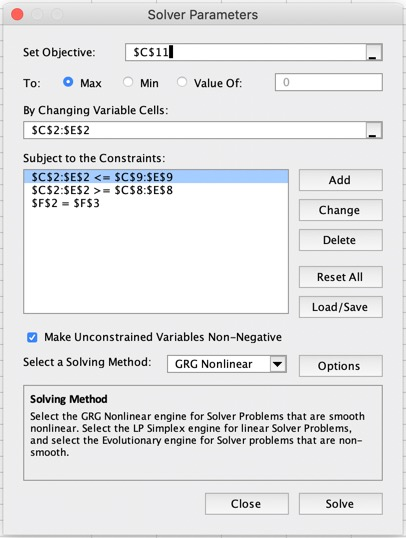 Solver Parameters
Set Objective: $C$11
To: Max Min Value Of: 0
By Changing Variable Cells:
$C$2:$E$2
Subject to the Constraints:
$C$2:$E$2 <= $C$9:$E$9
$C$2:$E$2 >= $C$8:$E$8
$F$2 = $F$3
Add
Change
Delete
Reset All
Load/Save
Make Unconstrained Variables Non-Negative
Select a Solving Method: GRG Nonlinear Options
Solving Method
Select the GRG Nonlinear engine for Solver Problems that are smooth
nonlinear. Select the LP Simplex engine for linear Solver Problems,
and select the Evolutionary engine for Solver problems that are non-
smooth.
Close Solve